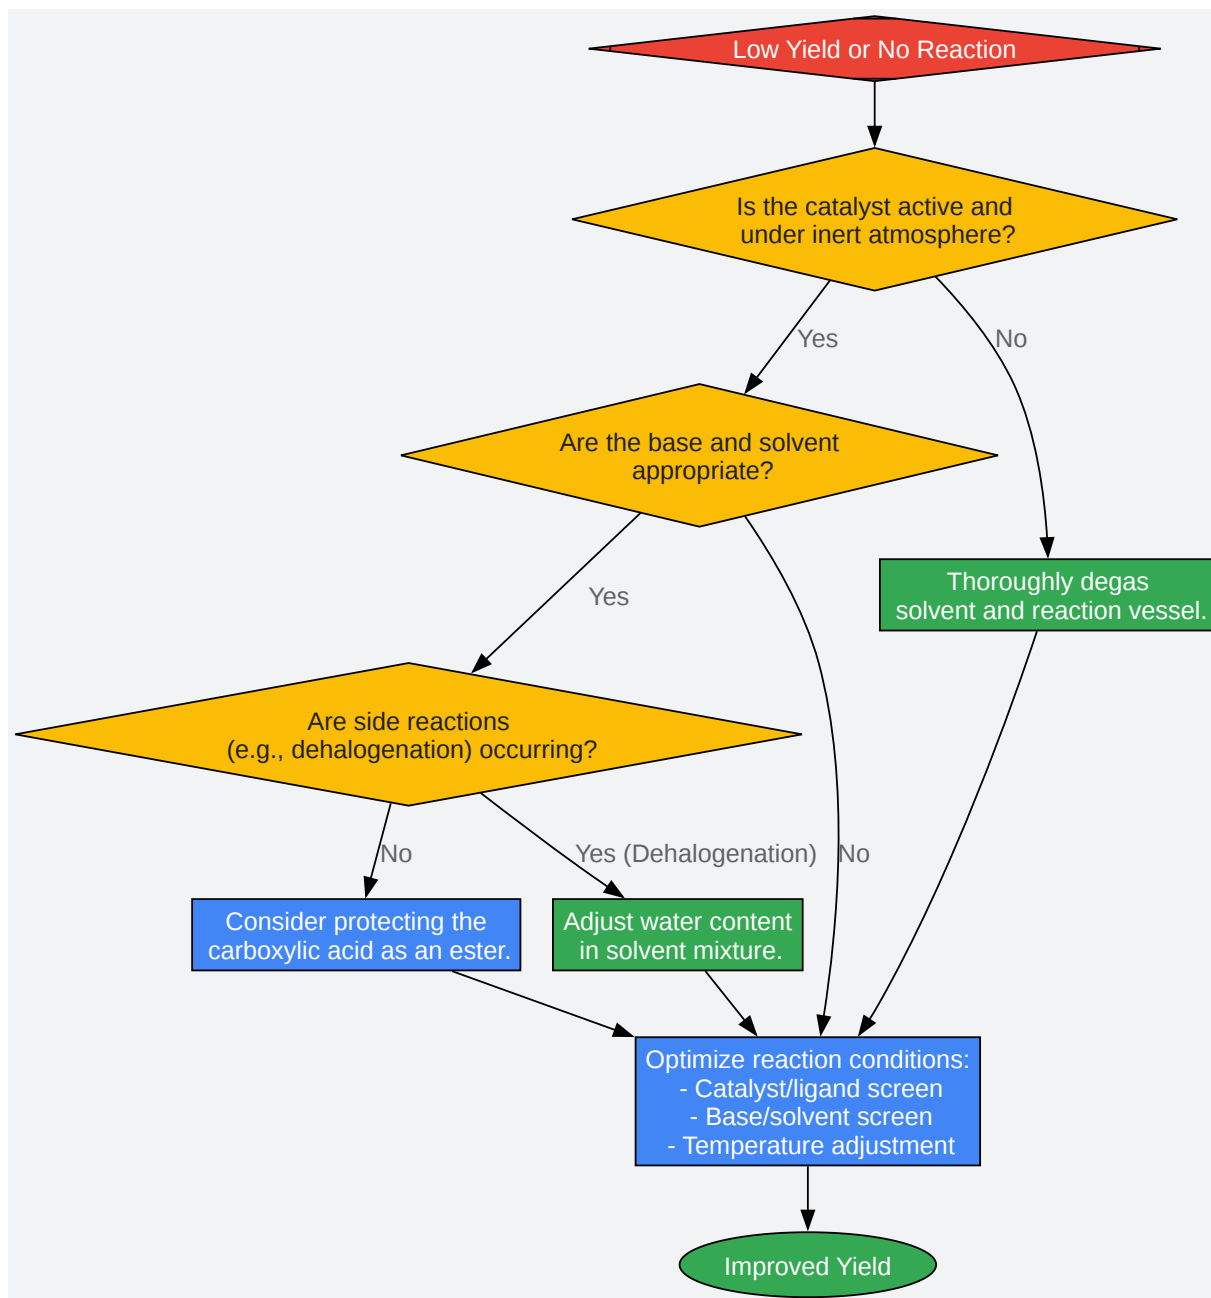 Low Yield or No Reaction
Is the catalyst active and
under inert atmosphere?
Yes
No
Are the base and solvent
appropriate?
Thoroughly degas
solvent and reaction vessel.
Yes
Are side reactions
(e.g., dehalogenation) occurring?
No
Yes (Dehalogenation)
No
Consider protecting the
carboxylic acid as an ester.
Adjust water content
in solvent mixture.
Optimize reaction conditions:
- Catalyst/ligand screen
- Base/solvent screen
- Temperature adjustment
Improved Yield